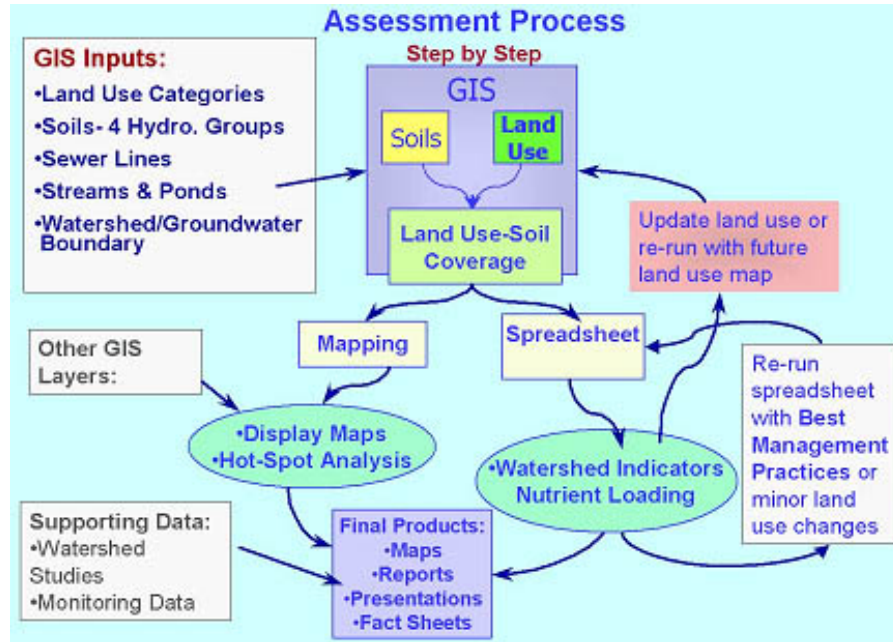 Assessment Process
Step by Step
GIS Inputs:
•Land Use Categories
•Soils- 4 Hydro. Groups
•Sewer Lines
•Streams & Ponds
•Watershed/Groundwater
Boundary
GIS
Soils
Land
Use
Land Use-Soil
Coverage
Update land use or
re-run with future
land use map
Mapping
Spreadsheet
Other GIS
Layers:
Re-run
spreadsheet
with Best
Management
Practices or
minor land
use changes
•Display Maps
•Hot-Spot Analysis
•Watershed Indicators
Nutrient Loading
Supporting Data:
•Watershed
Studies
•Monitoring Data
Final Products:
•Maps
•Reports
•Presentations
•Fact Sheets